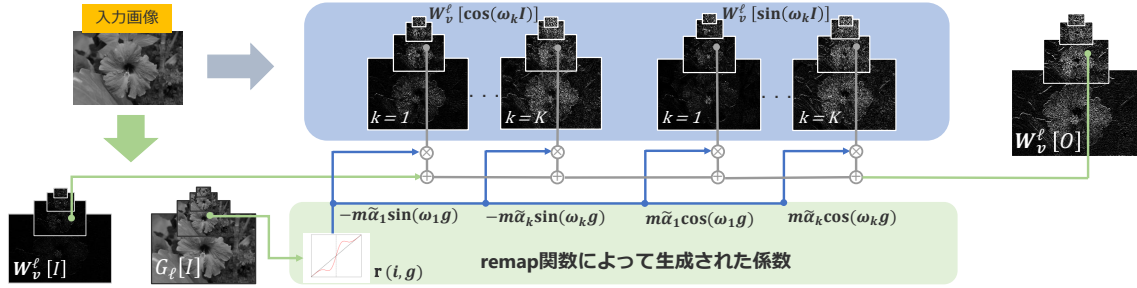 入力画像
W_v^ℓ [cos(ω_k I)]
W_v^ℓ [sin(ω_k I)]
k = 1
. . .
k = K
k = 1
. . .
k = K
W_v^ℓ [O]
−mα̃_1 sin(ω_1 g)
−mα̃_k sin(ω_k g)
mα̃_1 cos(ω_1 g)
mα̃_k cos(ω_k g)
W_v^ℓ [I]
G_ℓ [I]
r (i, g)
remap関数によって生成された係数